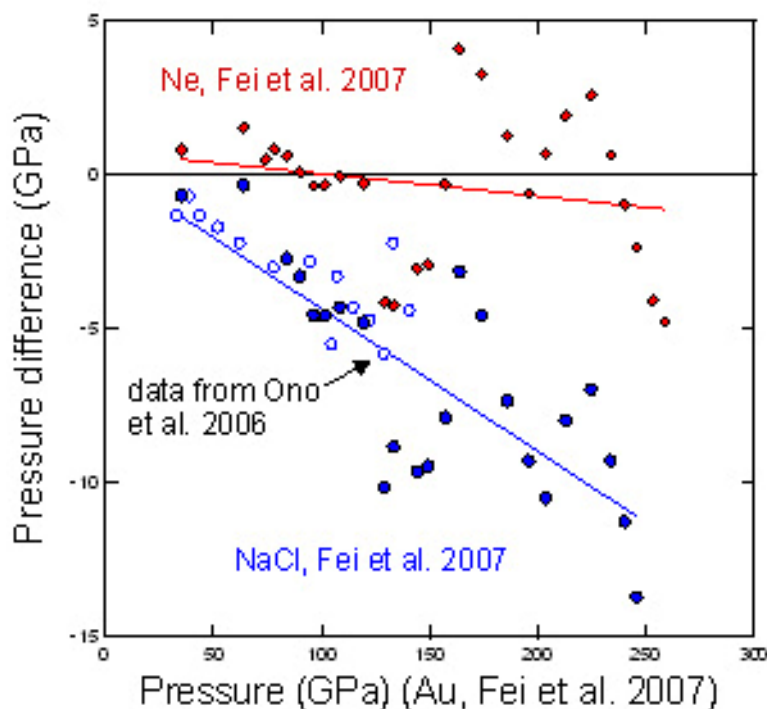 5
Ne, Fei et al. 2007
0
Pressure difference (GPa)
-5
data from Ono
et al. 2006
-10
NaCl, Fei et al. 2007
-15
0 50 100 150 200 250 300
Pressure (GPa) (Au, Fei et al. 2007)